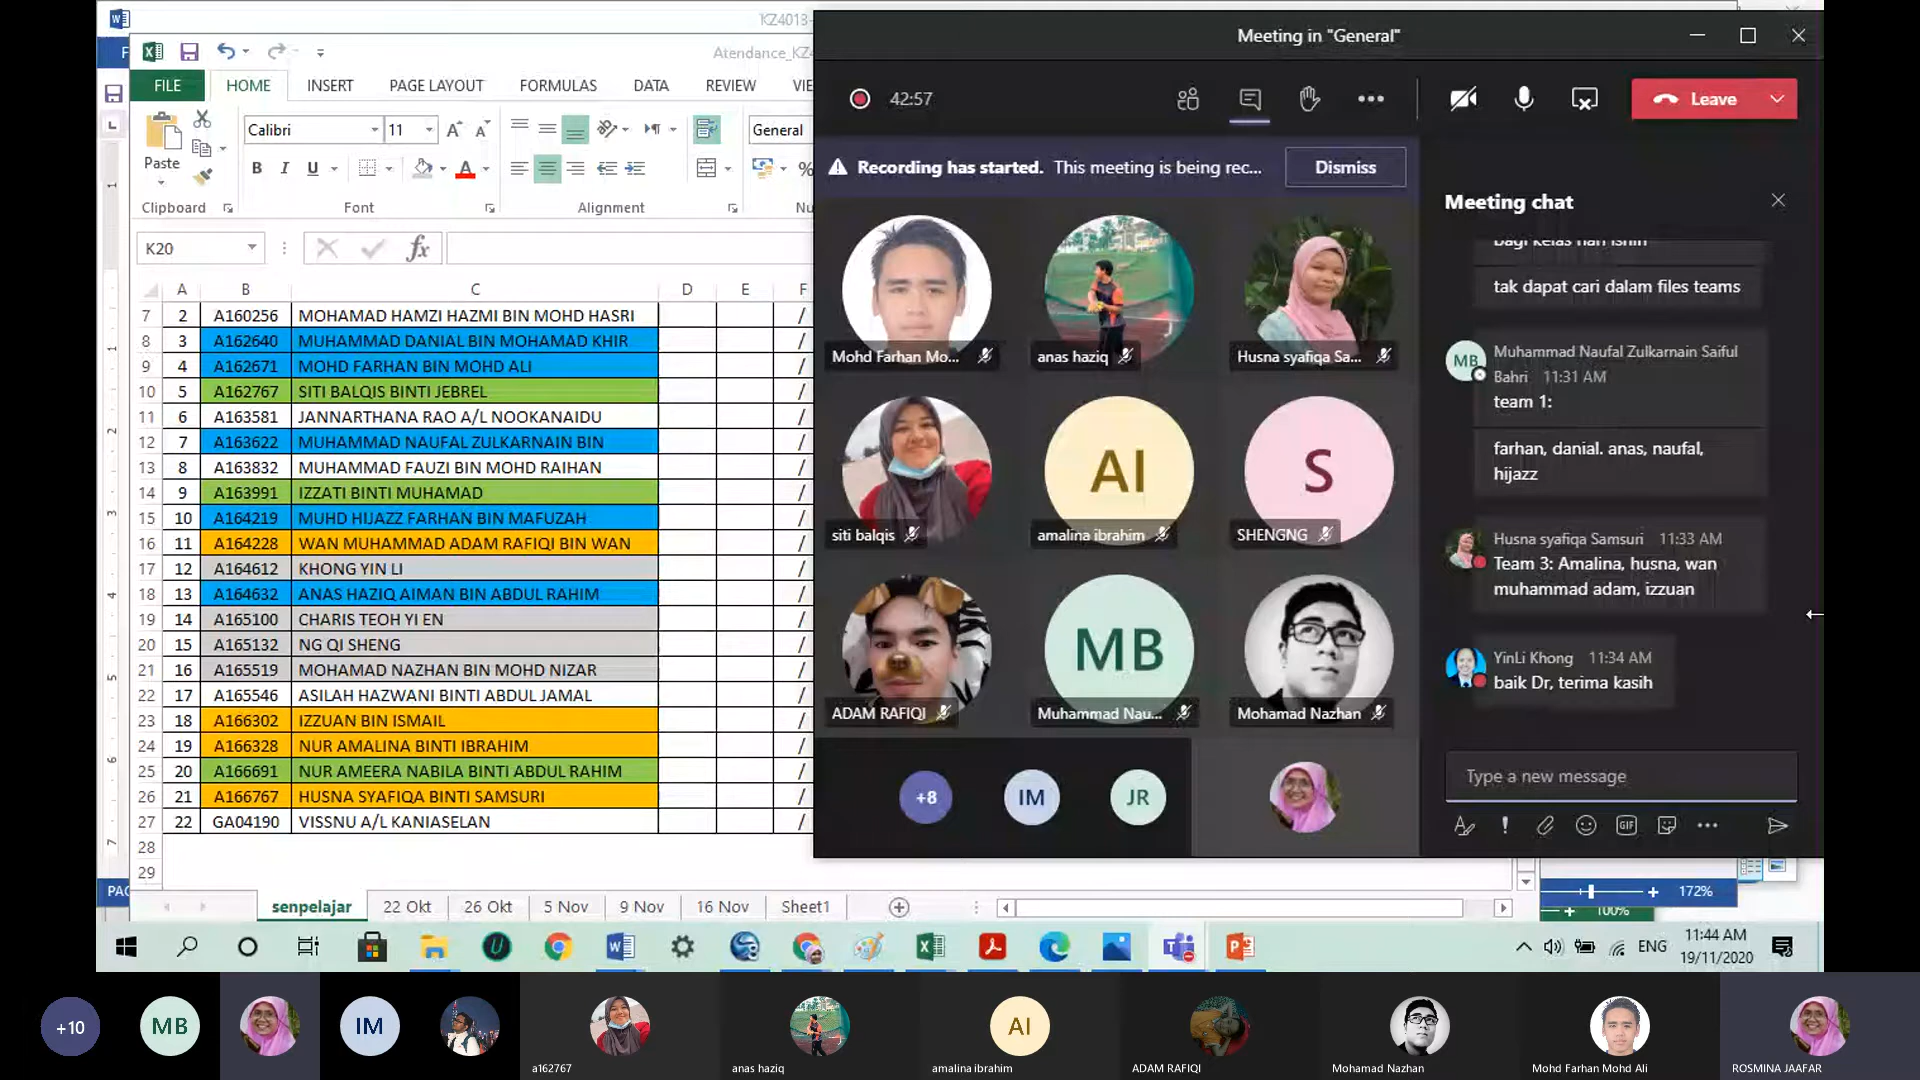 KZ4013-
Atendance_KZ4
FILE HOME INSERT PAGE LAYOUT FORMULAS DATA REVIEW VIE
Paste
Calibri 11
General
B I U
Clipboard Font Alignment Nu
K20
fx
A B C D E F
7 2 A160256 MOHAMAD HAMZI HAZMI BIN MOHD HASRI /
8 3 A162640 MUHAMMAD DANIAL BIN MOHAMAD KHIR /
9 4 A162671 MOHD FARHAN BIN MOHD ALI /
10 5 A162767 SITI BALQIS BINTI JEBREL /
11 6 A163581 JANNARTHANA RAO A/L NOOKANAIDU /
12 7 A163622 MUHAMMAD NAUFAL ZULKARNAIN BIN /
13 8 A163832 MUHAMMAD FAUZI BIN MOHD RAIHAN /
14 9 A163991 IZZATI BINTI MUHAMAD /
15 10 A164219 MUHD HIJAZZ FARHAN BIN MAFUZAH /
16 11 A164228 WAN MUHAMMAD ADAM RAFIQI BIN WAN /
17 12 A164612 KHONG YIN LI /
18 13 A164632 ANAS HAZIQ AIMAN BIN ABDUL RAHIM /
19 14 A165100 CHARIS TEOH YI EN /
20 15 A165132 NG QI SHENG /
21 16 A165519 MOHAMAD NAZHAN BIN MOHD NIZAR /
22 17 A165546 ASILAH HAZWANI BINTI ABDUL JAMAL /
23 18 A166302 IZZUAN BIN ISMAIL /
24 19 A166328 NUR AMALINA BINTI IBRAHIM /
25 20 A166691 NUR AMEERA NABILA BINTI ABDUL RAHIM /
26 21 A166767 HUSNA SYAFIQA BINTI SAMSURI /
27 22 GA04190 VISSNU A/L KANIASELAN /
28
29
senpelajar 22 Okt 26 Okt 5 Nov 9 Nov 16 Nov Sheet1
PAG
172%
100%
Meeting in "General"
42:57
Leave
Recording has started. This meeting is being rec... Dismiss
Mohd Farhan Mo... anas haziq Husna syafiqa Sa...
AI S
siti balqis amalina ibrahim SHENGNG
MB
ADAM RAFIQI Muhammad Nau... Mohamad Nazhan
+8 IM JR
Meeting chat
tak dapat cari dalam files teams
MB
Muhammad Naufal Zulkarnain Saiful
Bahri 11:31 AM
team 1:
farhan, danial. anas, naufal,
hijazz
Husna syafiqa Samsuri 11:33 AM
Team 3: Amalina, husna, wan
muhammad adam, izzuan
YinLi Khong 11:34 AM
baik Dr, terima kasih
Type a new message
GIF
ENG
11:44 AM
19/11/2020
+10 MB IM AI
a162767 anas haziq amalina ibrahim ADAM RAFIQI Mohamad Nazhan Mohd Farhan Mohd Ali ROSMINA JAAFAR